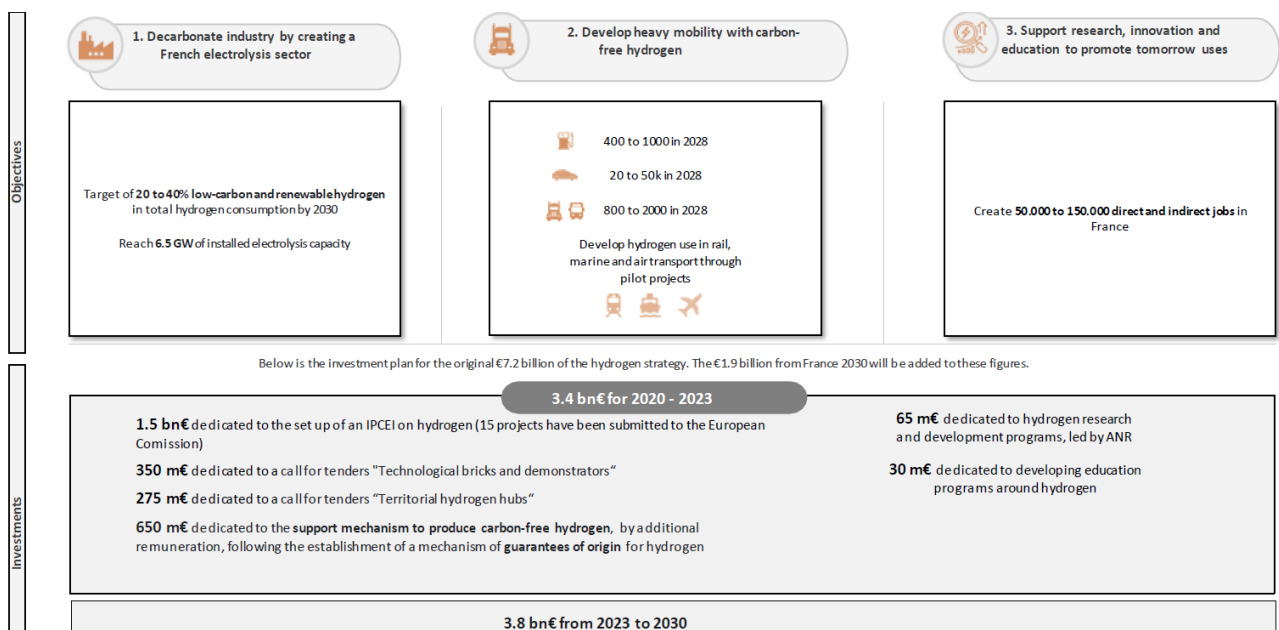 1. Decarbonate industry by creating a
French electrolysis sector
2. Develop heavy mobility with carbon-
free hydrogen
3. Support research, innovation and
education to promote tomorrow uses
Objectives
Target of 20 to 40% low-carbon and renewable hydrogen
in total hydrogen consumption by 2030
Reach 6.5 GW of installed electrolysis capacity
400 to 1000 in 2028
20 to 50k in 2028
800 to 2000 in 2028
Develop hydrogen use in rail,
marine and air transport through
pilot projects
Create 50.000 to 150.000 direct and indirect jobs in
France
Below is the investment plan for the original €7.2 billion of the hydrogen strategy. The €1.9 billion from France 2030 will be added to these figures.
Investments
3.4 bn€ for 2020 - 2023
1.5 bn€ dedicated to the set up of an IPCEI on hydrogen (15 projects have been submitted to the European
Comission)
350 m€ dedicated to a call for tenders "Technological bricks and demonstrators“
275 m€ dedicated to a call for tenders “Territorial hydrogen hubs“
650 m€ dedicated to the support mechanism to produce carbon-free hydrogen, by additional
remuneration, following the establishment of a mechanism of guarantees of origin for hydrogen
65 m€ dedicated to hydrogen research
and development programs, led by ANR
30 m€ dedicated to developing education
programs around hydrogen
3.8 bn€ from 2023 to 2030